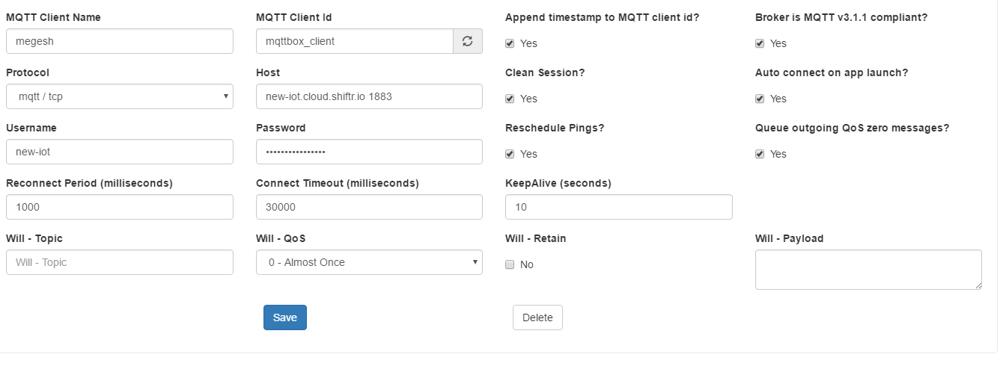 MQTT Client Name MQTT Client Id Append timestamp to MQTT client id? Broker is MQTT v3.1.1 compliant?
megesh mqttbox_client Yes Yes
Protocol Host Clean Session? Auto connect on app launch?
mqtt / tcp new-iot.cloud.shiftr.io 1883 Yes Yes
Username Password Reschedule Pings? Queue outgoing QoS zero messages?
new-iot •••••••••••••••• Yes Yes
Reconnect Period (milliseconds) Connect Timeout (milliseconds) KeepAlive (seconds)
1000 30000 10
Will - Topic Will - QoS Will - Retain Will - Payload
Will - Topic 0 - Almost Once No
Save Delete